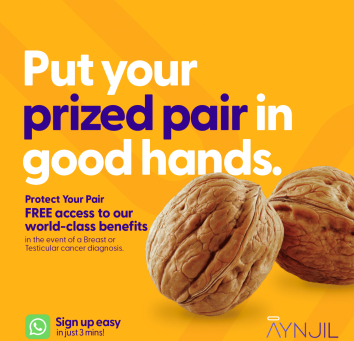 Put your
prized pair in
good hands.
Protect Your Pair
FREE access to our
world-class benefits
in the event of a Breast or
Testicular cancer diagnosis.
Sign up easy
in just 3 mins!
AYNJIL